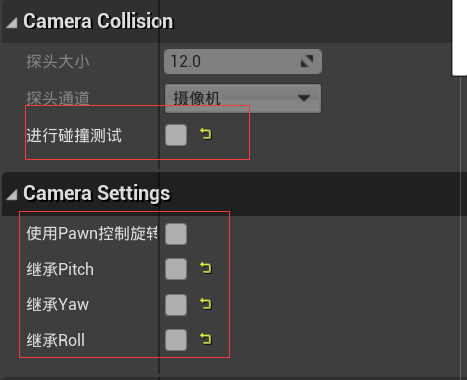 Camera Collision
探头大小 12.0
探头通道 摄像机
进行碰撞测试
Camera Settings
使用Pawn控制旋转
继承Pitch
继承Yaw
继承Roll